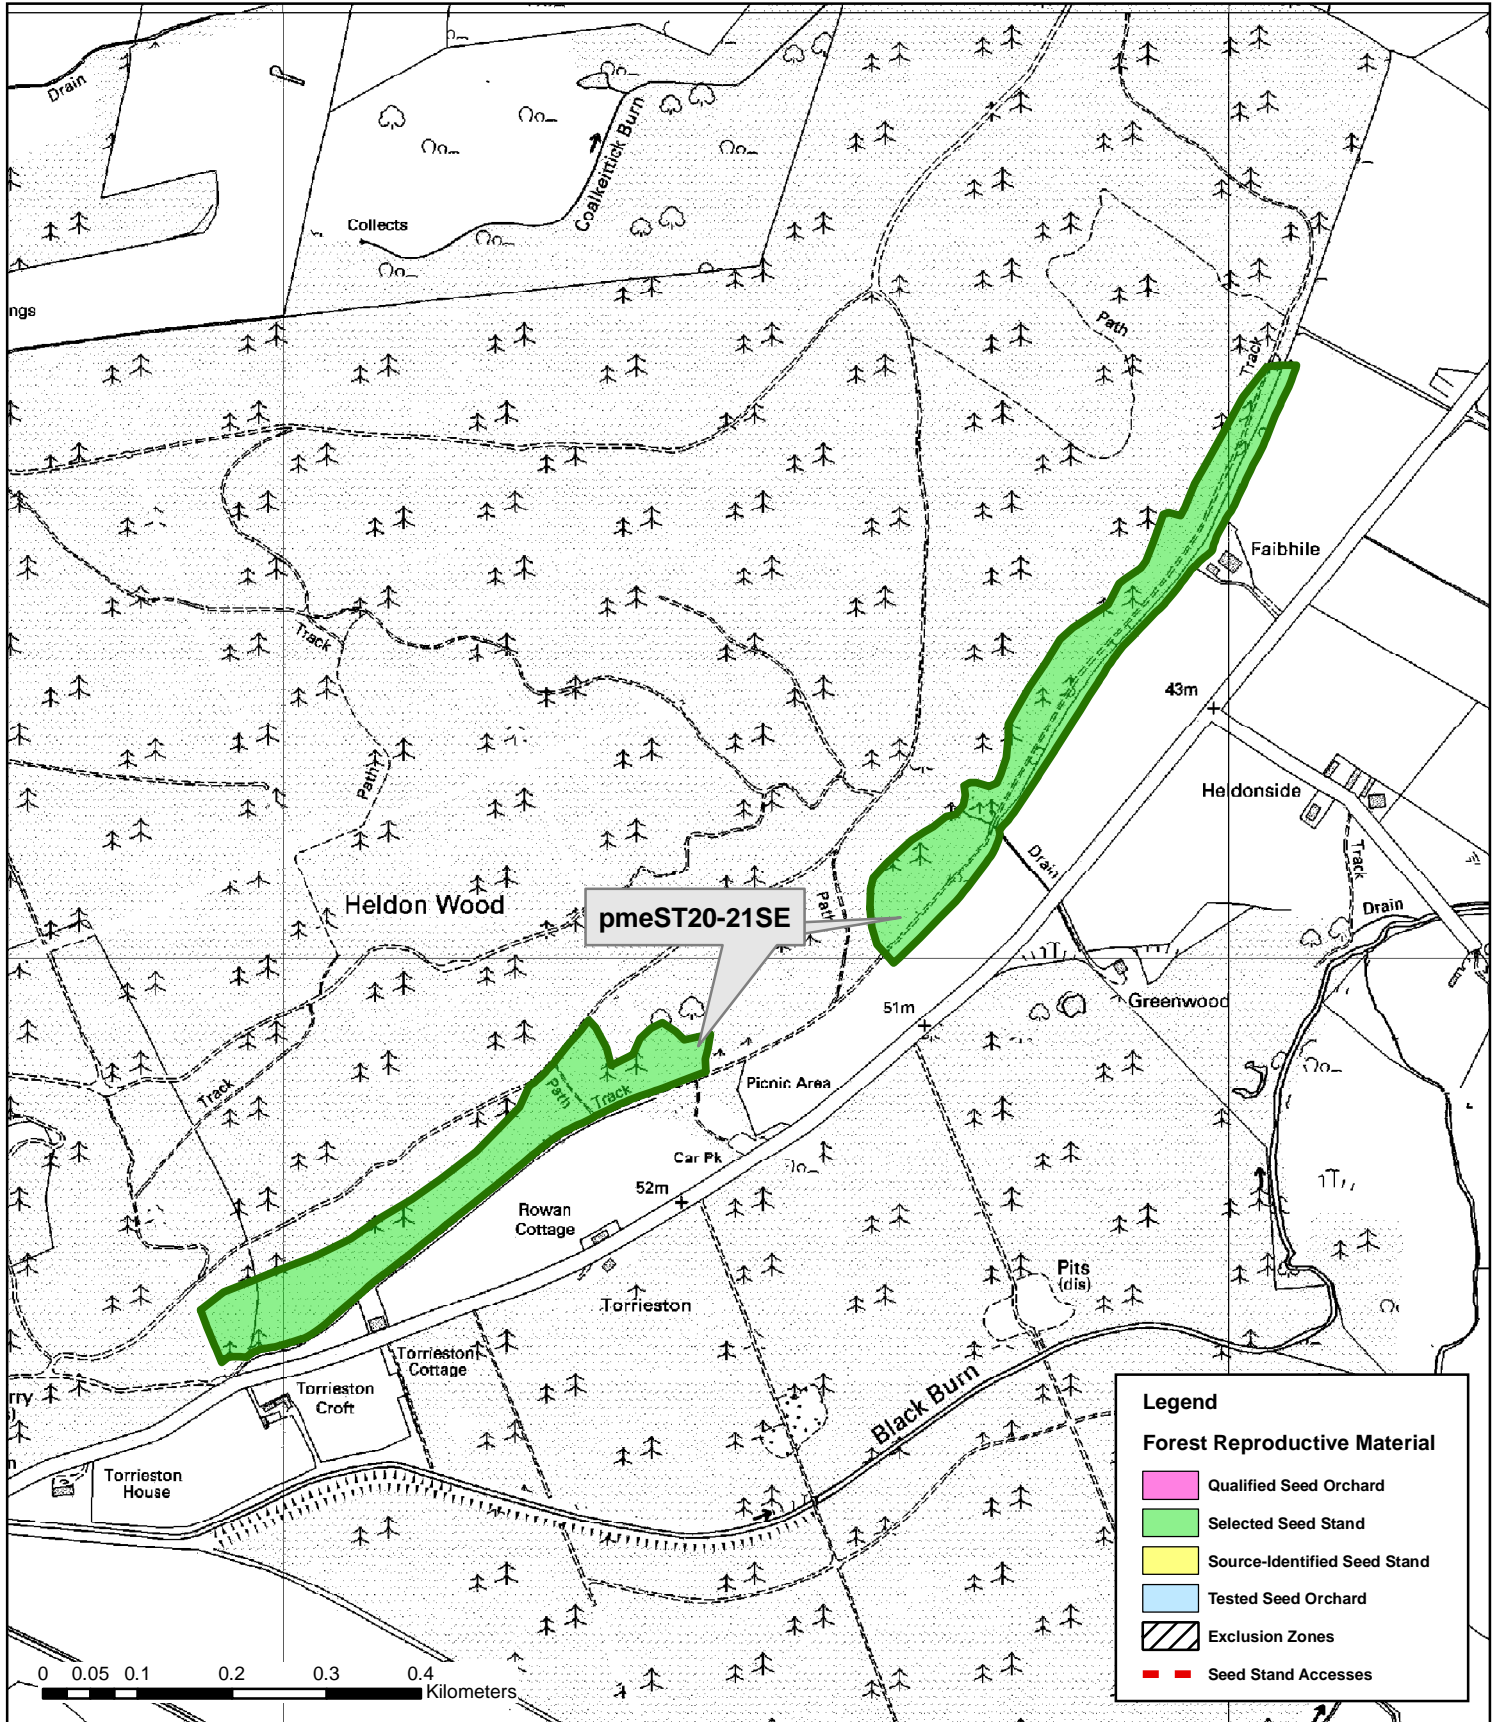 Drain
Coalkeittick Burn
Collects
ngs
Path
Track
Faibhile
Track
43m
Path
Heldonside
Drain
Track
Heldon Wood
pmeST20-21SE
Path
Drain
Greenwood
51m
Track
Path
Track
Picnic Area
Car Pk
52m
Rowan
Cottage
Pits
(dis)
Torrieston
Torrieston
Cottage
rry
Torrieston
Croft
Black Burn
Torrieston
House
Legend
Forest Reproductive Material
Qualified Seed Orchard
Selected Seed Stand
Source-Identified Seed Stand
Tested Seed Orchard
Exclusion Zones
Seed Stand Accesses
0 0.05 0.1 0.2 0.3 0.4
Kilometers